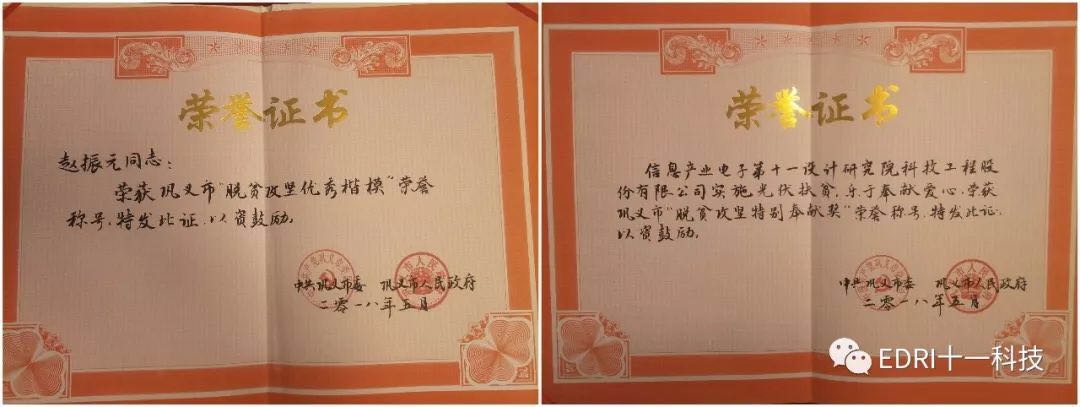 荣誉证书
赵振元同志：
荣获巩义市"脱贫攻坚优秀楷模"荣誉
称号，特发此证，以资鼓励。
中共巩义市委 巩义市人民政府
二零一八年五月
荣誉证书
信息产业电子第十一设计研究院科技工程股
份有限公司实施光伏扶贫，乐于奉献爱心，荣获
巩义市"脱贫攻坚特别奉献奖"荣誉称号，特发此证，
以资鼓励。
中共巩义市委 巩义市人民政府
二零一八年五月
EDRI十一科技